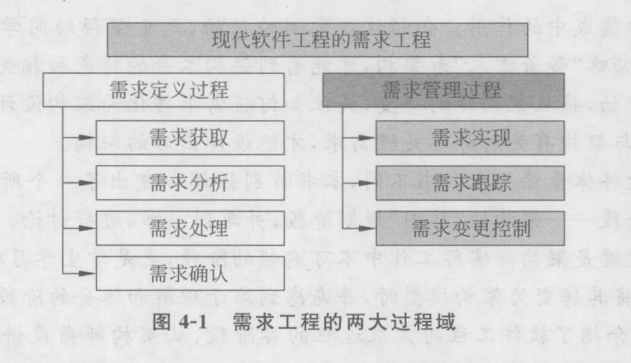 现代软件工程的需求工程
需求定义过程
需求管理过程
需求获取
需求实现
需求分析
需求跟踪
需求处理
需求变更控制
需求确认
图 4-1 需求工程的两大过程域